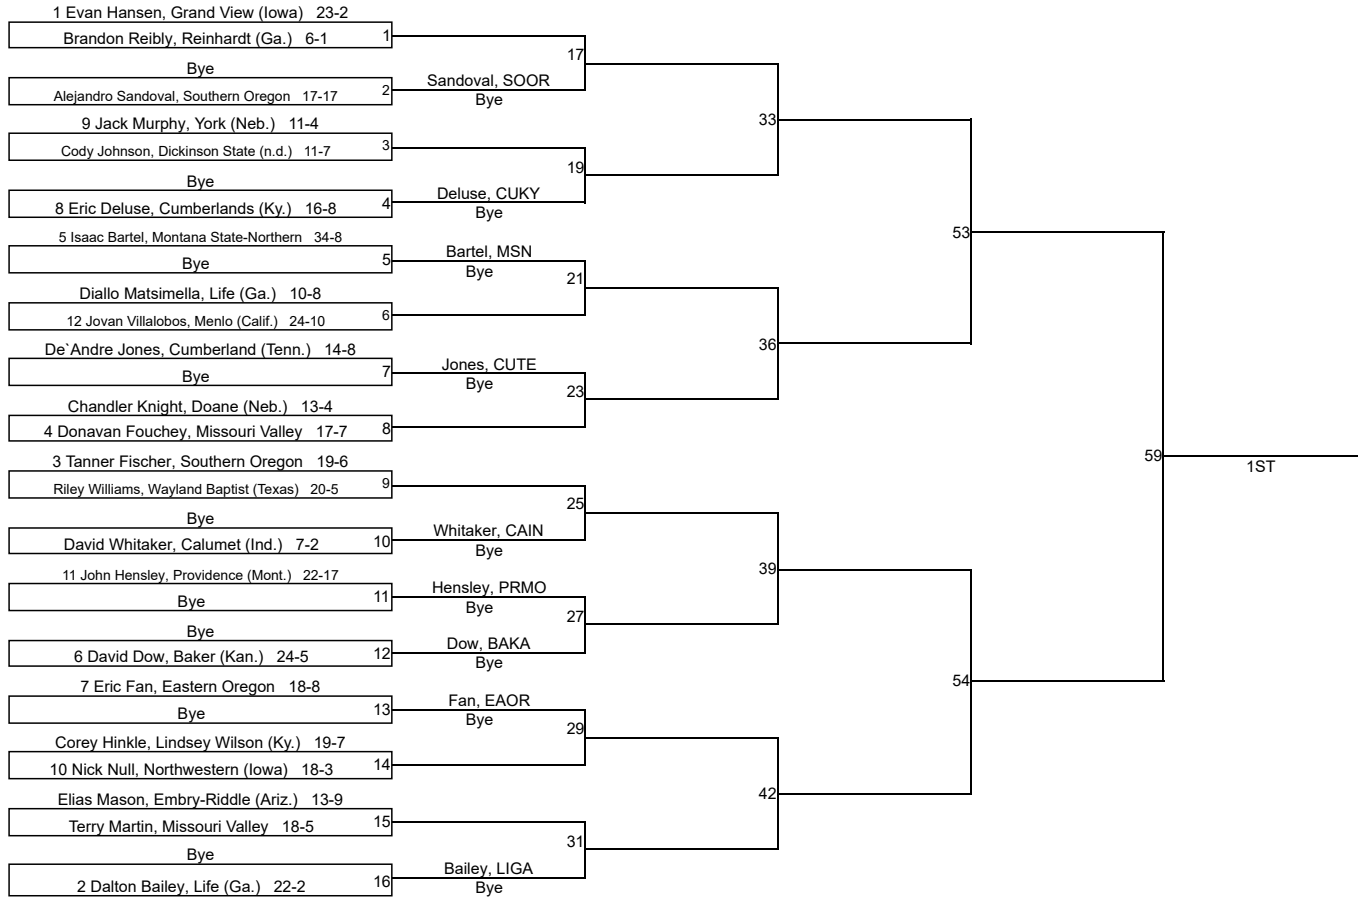 1 Evan Hansen, Grand View (Iowa) 23-2
Brandon Reibly, Reinhardt (Ga.) 6-1
1
17
Bye
Alejandro Sandoval, Southern Oregon 17-17
2
Sandoval, SOOR
Bye
33
9 Jack Murphy, York (Neb.) 11-4
Cody Johnson, Dickinson State (n.d.) 11-7
3
19
Bye
8 Eric Deluse, Cumberlands (Ky.) 16-8
4
Deluse, CUKY
Bye
53
5 Isaac Bartel, Montana State-Northern 34-8
Bye
5
Bartel, MSN
Bye
21
Diallo Matsimella, Life (Ga.) 10-8
12 Jovan Villalobos, Menlo (Calif.) 24-10
6
36
De`Andre Jones, Cumberland (Tenn.) 14-8
Bye
7
Jones, CUTE
Bye
23
Chandler Knight, Doane (Neb.) 13-4
4 Donavan Fouchey, Missouri Valley 17-7
8
59
1ST
3 Tanner Fischer, Southern Oregon 19-6
Riley Williams, Wayland Baptist (Texas) 20-5
9
25
Bye
David Whitaker, Calumet (Ind.) 7-2
10
Whitaker, CAIN
Bye
39
11 John Hensley, Providence (Mont.) 22-17
Bye
11
Hensley, PRMO
Bye
27
Bye
6 David Dow, Baker (Kan.) 24-5
12
Dow, BAKA
Bye
54
7 Eric Fan, Eastern Oregon 18-8
Bye
13
Fan, EAOR
Bye
29
Corey Hinkle, Lindsey Wilson (Ky.) 19-7
10 Nick Null, Northwestern (Iowa) 18-3
14
42
Elias Mason, Embry-Riddle (Ariz.) 13-9
Terry Martin, Missouri Valley 18-5
15
31
Bye
2 Dalton Bailey, Life (Ga.) 22-2
16
Bailey, LIGA
Bye